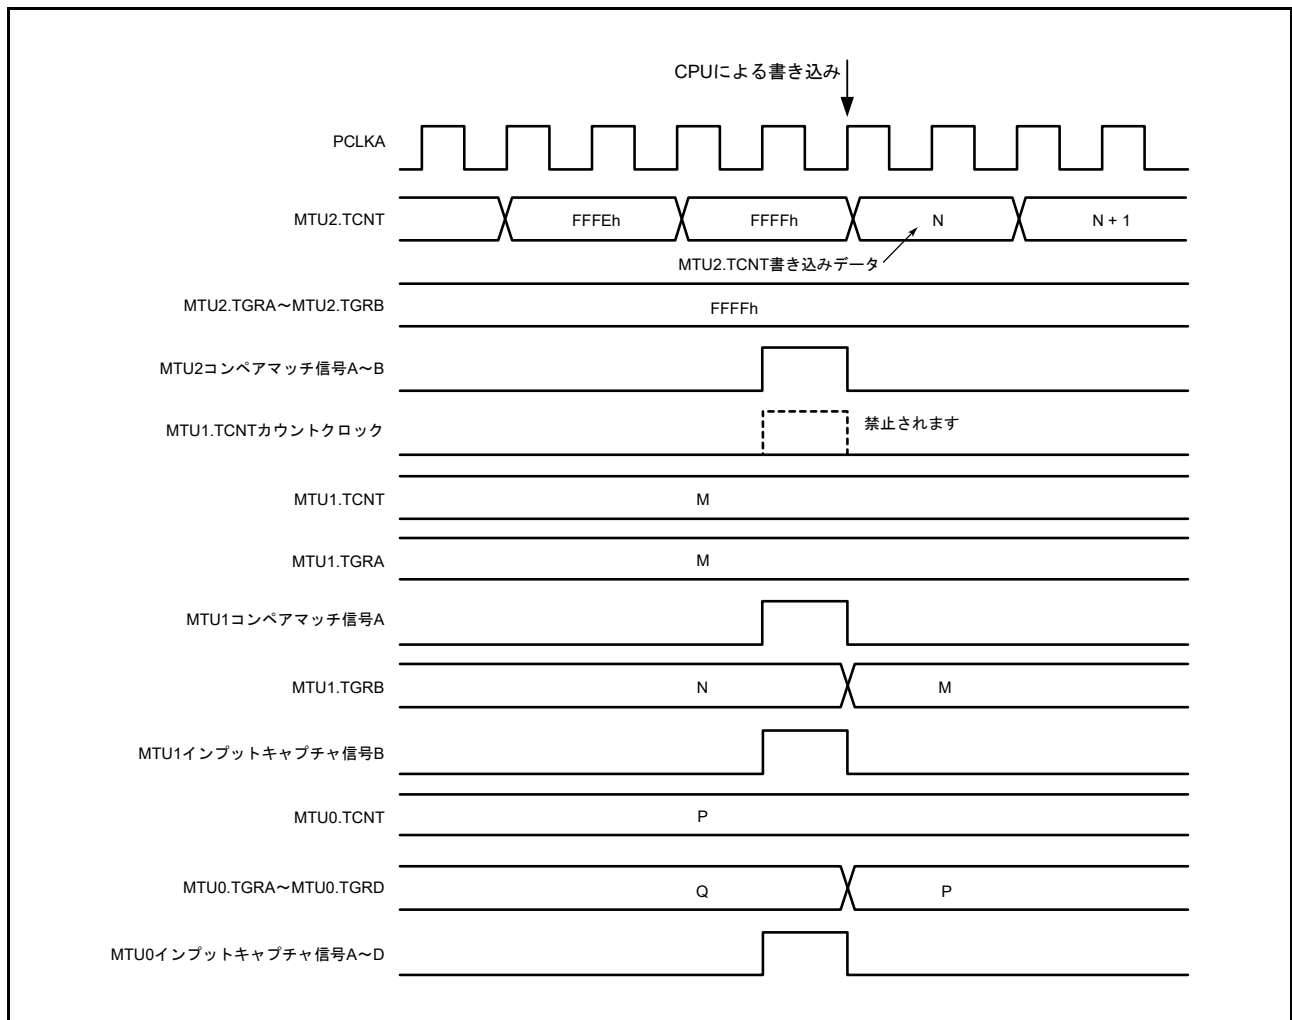 CPUによる書き込み
PCLKA
MTU2.TCNT
FFFEh
FFFFh
N
N + 1
MTU2.TCNT書き込みデータ
MTU2.TGRA～MTU2.TGRB
FFFFh
MTU2コンペアマッチ信号A～B
MTU1.TCNTカウントクロック
禁止されます
MTU1.TCNT
M
MTU1.TGRA
M
MTU1コンペアマッチ信号A
MTU1.TGRB
N
M
MTU1インプットキャプチャ信号B
MTU0.TCNT
P
MTU0.TGRA～MTU0.TGRD
Q
P
MTU0インプットキャプチャ信号A～D